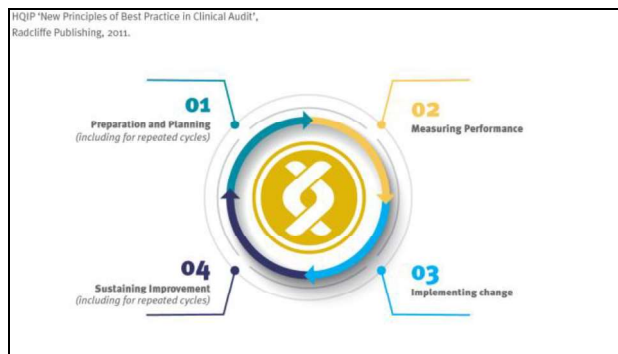 HQIP ‘New Principles of Best Practice in Clinical Audit’,
Radcliffe Publishing, 2011.
01
Preparation and Planning
(including for repeated cycles)
02
Measuring Performance
04
Sustaining Improvement
(including for repeated cycles)
03
Implementing change